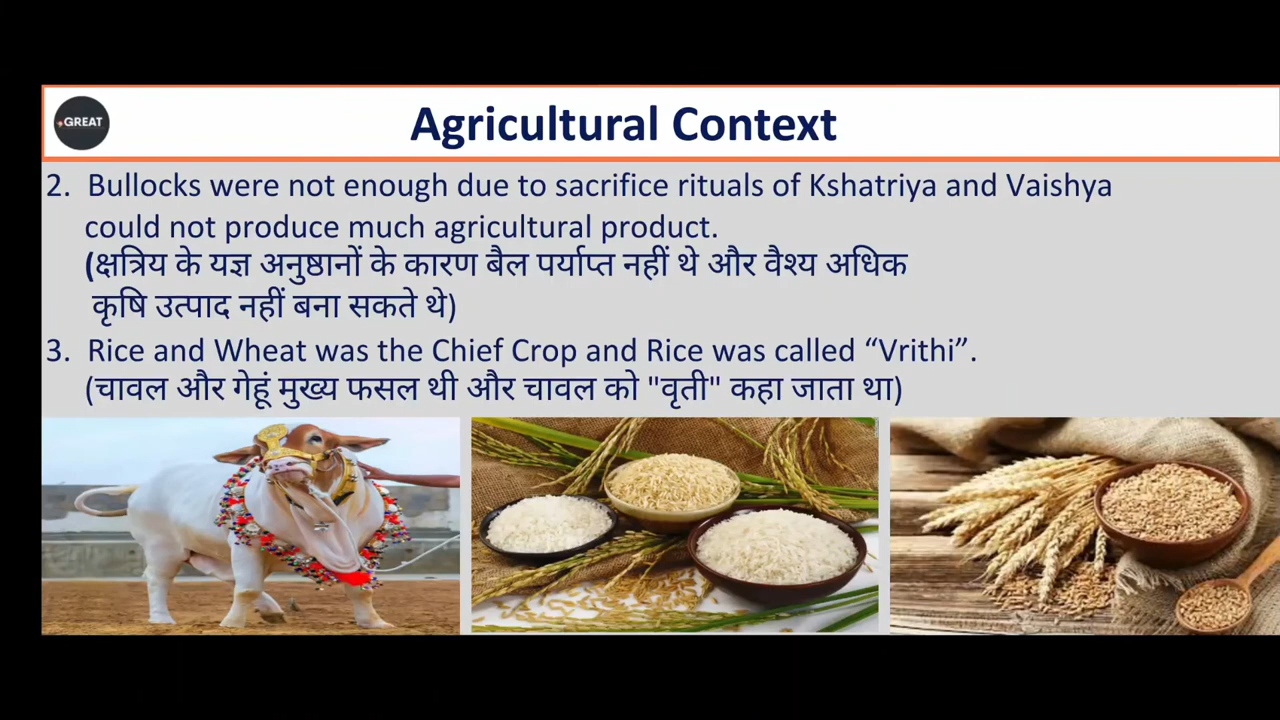 GREAT
Agricultural Context
2. Bullocks were not enough due to sacrifice rituals of Kshatriya and Vaishya
could not produce much agricultural product.
(क्षत्रिय के यज्ञ अनुष्ठानों के कारण बैल पर्याप्त नहीं थे और वैश्य अधिक
कृषि उत्पाद नहीं बना सकते थे)
3. Rice and Wheat was the Chief Crop and Rice was called “Vrithi”.
(चावल और गेहूं मुख्य फसल थी और चावल को "वृती" कहा जाता था)